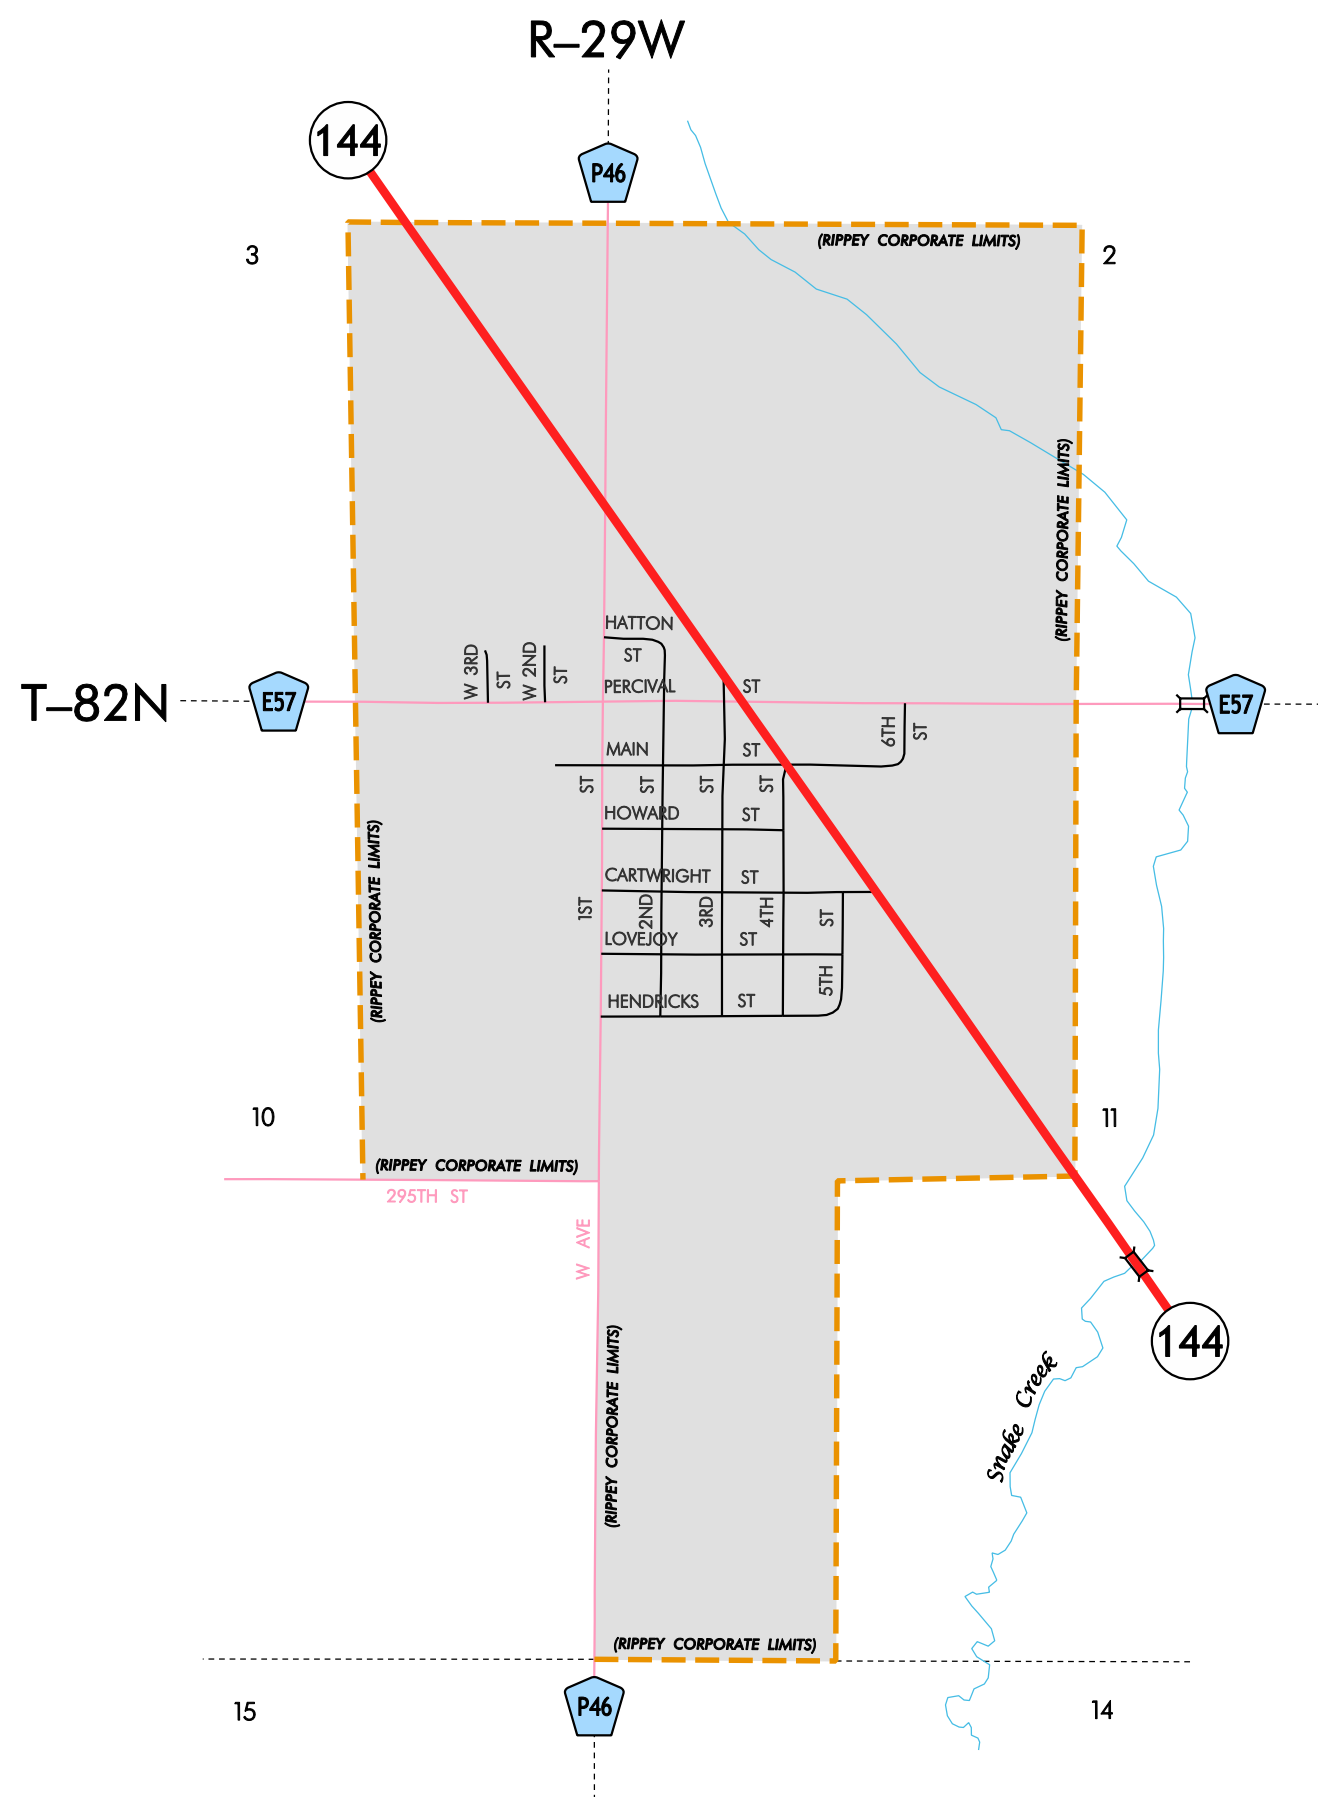 R–29W
144
P46
(RIPPEY CORPORATE LIMITS)
3
2
(RIPPEY CORPORATE LIMITS)
HATTON
ST
W 3RD
ST
W 2ND
ST
T–82N
E57
PERCIVAL ST
E57
6TH
ST
MAIN ST
ST
ST
ST
ST
HOWARD ST
(RIPPEY CORPORATE LIMITS)
CARTWRIGHT ST
1ST
2ND
3RD
4TH
ST
LOVEJOY ST
5TH
HENDRICKS ST
10
11
(RIPPEY CORPORATE LIMITS)
295TH ST
W AVE
144
(RIPPEY CORPORATE LIMITS)
Snake Creek
(RIPPEY CORPORATE LIMITS)
15
P46
14